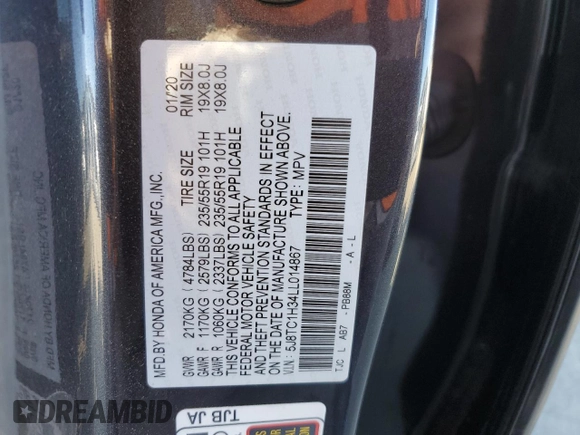 MFD.BY HONDA OF AMERICA MFG.,INC. 01/20
GVWR 2170KG (4784LBS) TIRE SIZE RIM SIZE
GAWR F 1170KG (2579LBS) 235/55R19 101H 19X8.0J
GAWR R 1060KG (2337LBS) 235/55R19 101H 19X8.0J
THIS VEHICLE CONFORMS TO ALL APPLICABLE
FEDERAL MOTOR VEHICLE SAFETY
AND THEFT PREVENTION STANDARDS IN EFFECT
ON THE DATE OF MANUFACTURE SHOWN ABOVE.
V.I.N.: 5J8TC1H34LL014867 TYPE: MPV
TJC L AB7 -PB88M -A-L
TJB JA
DREAMBID